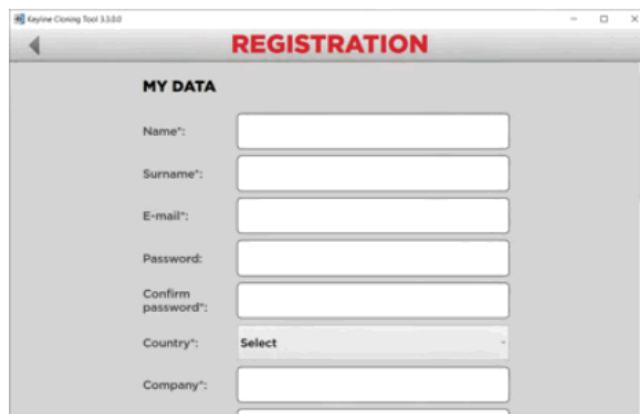 Keyline Cloning Tool 3.3.0.0
REGISTRATION
MY DATA
Name*:
Surname*:
E-mail*:
Password:
Confirm
password*:
Country*:
Select
Company*: